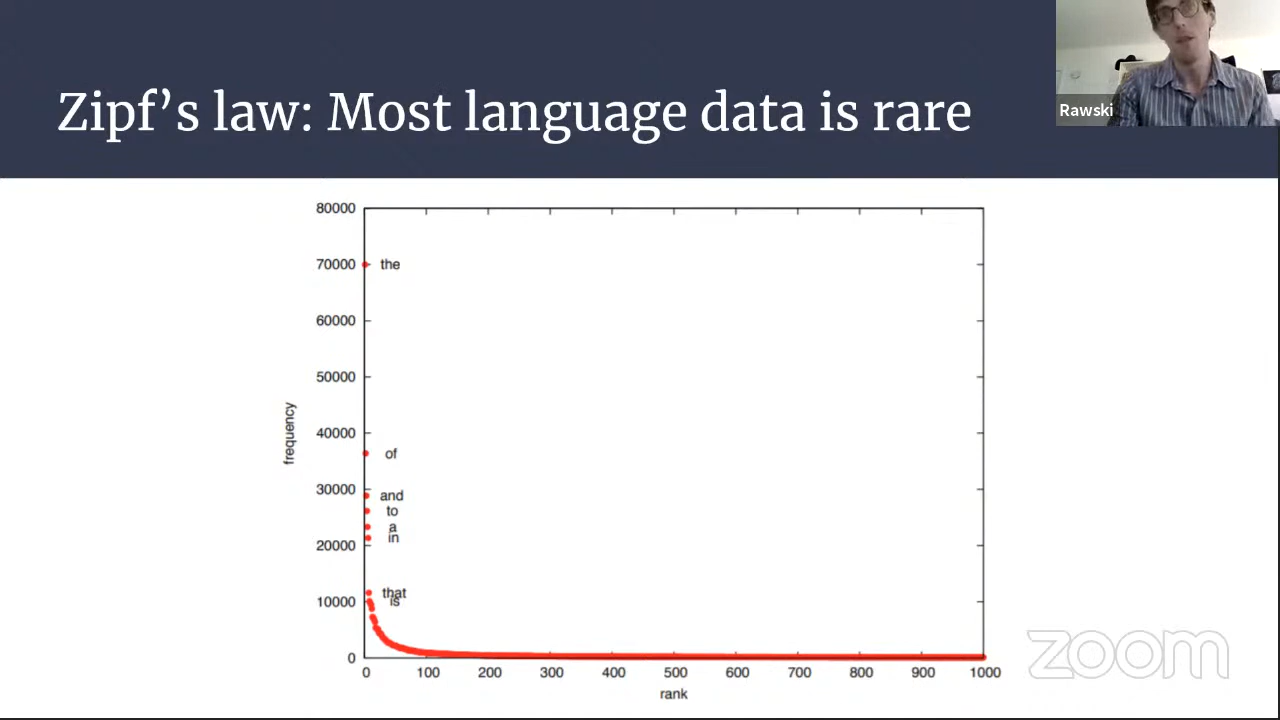 Zipf's law: Most language data is rare
Rawski
80000
70000
60000
50000
40000
30000
20000
10000
0
frequency
the
of
and
to
a
in
that
is
0 100 200 300 400 500 600 700 800 900 1000
rank
zoom